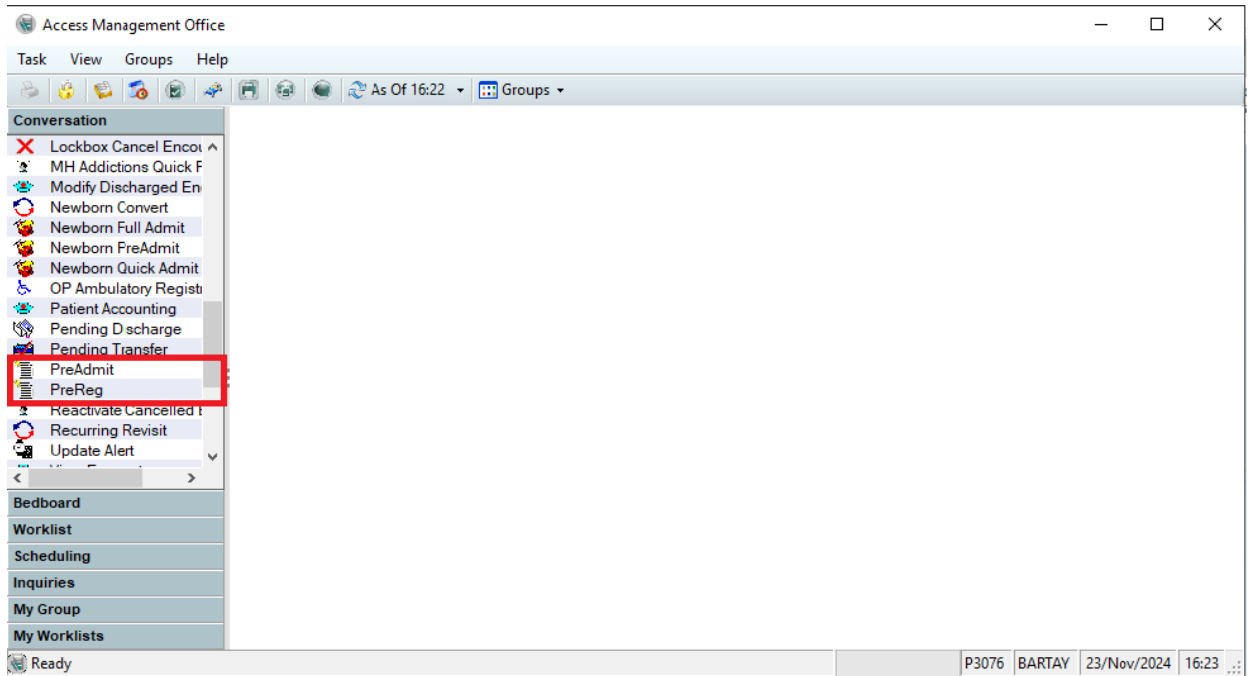 Access Management Office
Task View Groups Help
As Of 16:22 Groups
Conversation
Lockbox Cancel Encou
MH Addictions Quick F
Modify Discharged En
Newborn Convert
Newborn Full Admit
Newborn PreAdmit
Newborn Quick Admit
OP Ambulatory Regist
Patient Accounting
Pending D scharge
Pending Transfer
PreAdmit
PreReg
Reactivate Cancelled E
Recurring Revisit
Update Alert
Bedboard
Worklist
Scheduling
Inquiries
My Group
My Worklists
Ready P3076 BARTAY 23/Nov/2024 16:23